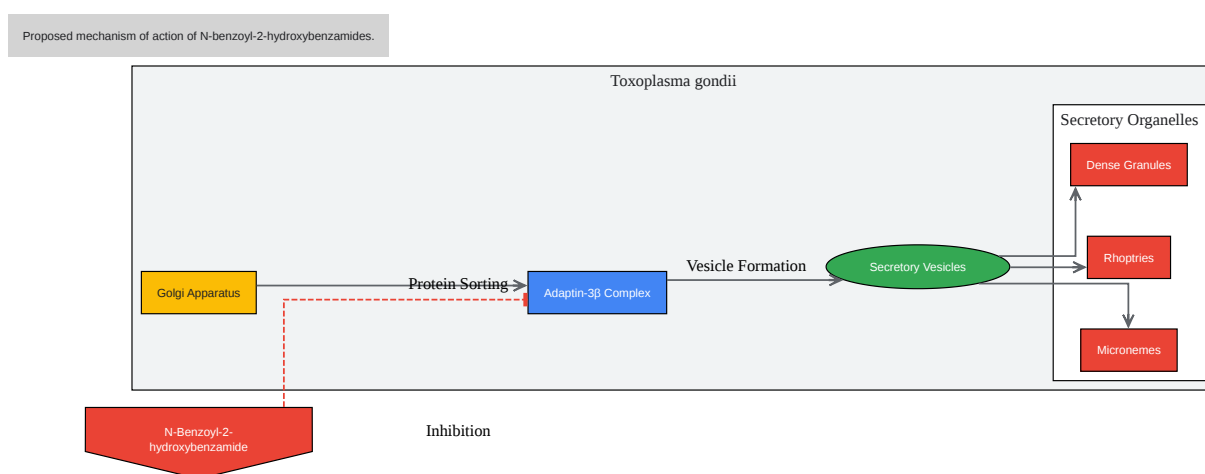 Proposed mechanism of action of N-benzoyl-2-hydroxybenzamides.
Toxoplasma gondii
Secretory Organelles
Dense Granules
Rhoptries
Micronemes
Secretory Vesicles
Vesicle Formation
Adaptin-3β Complex
Protein Sorting
Golgi Apparatus
N-Benzoyl-2-
hydroxybenzamide
Inhibition